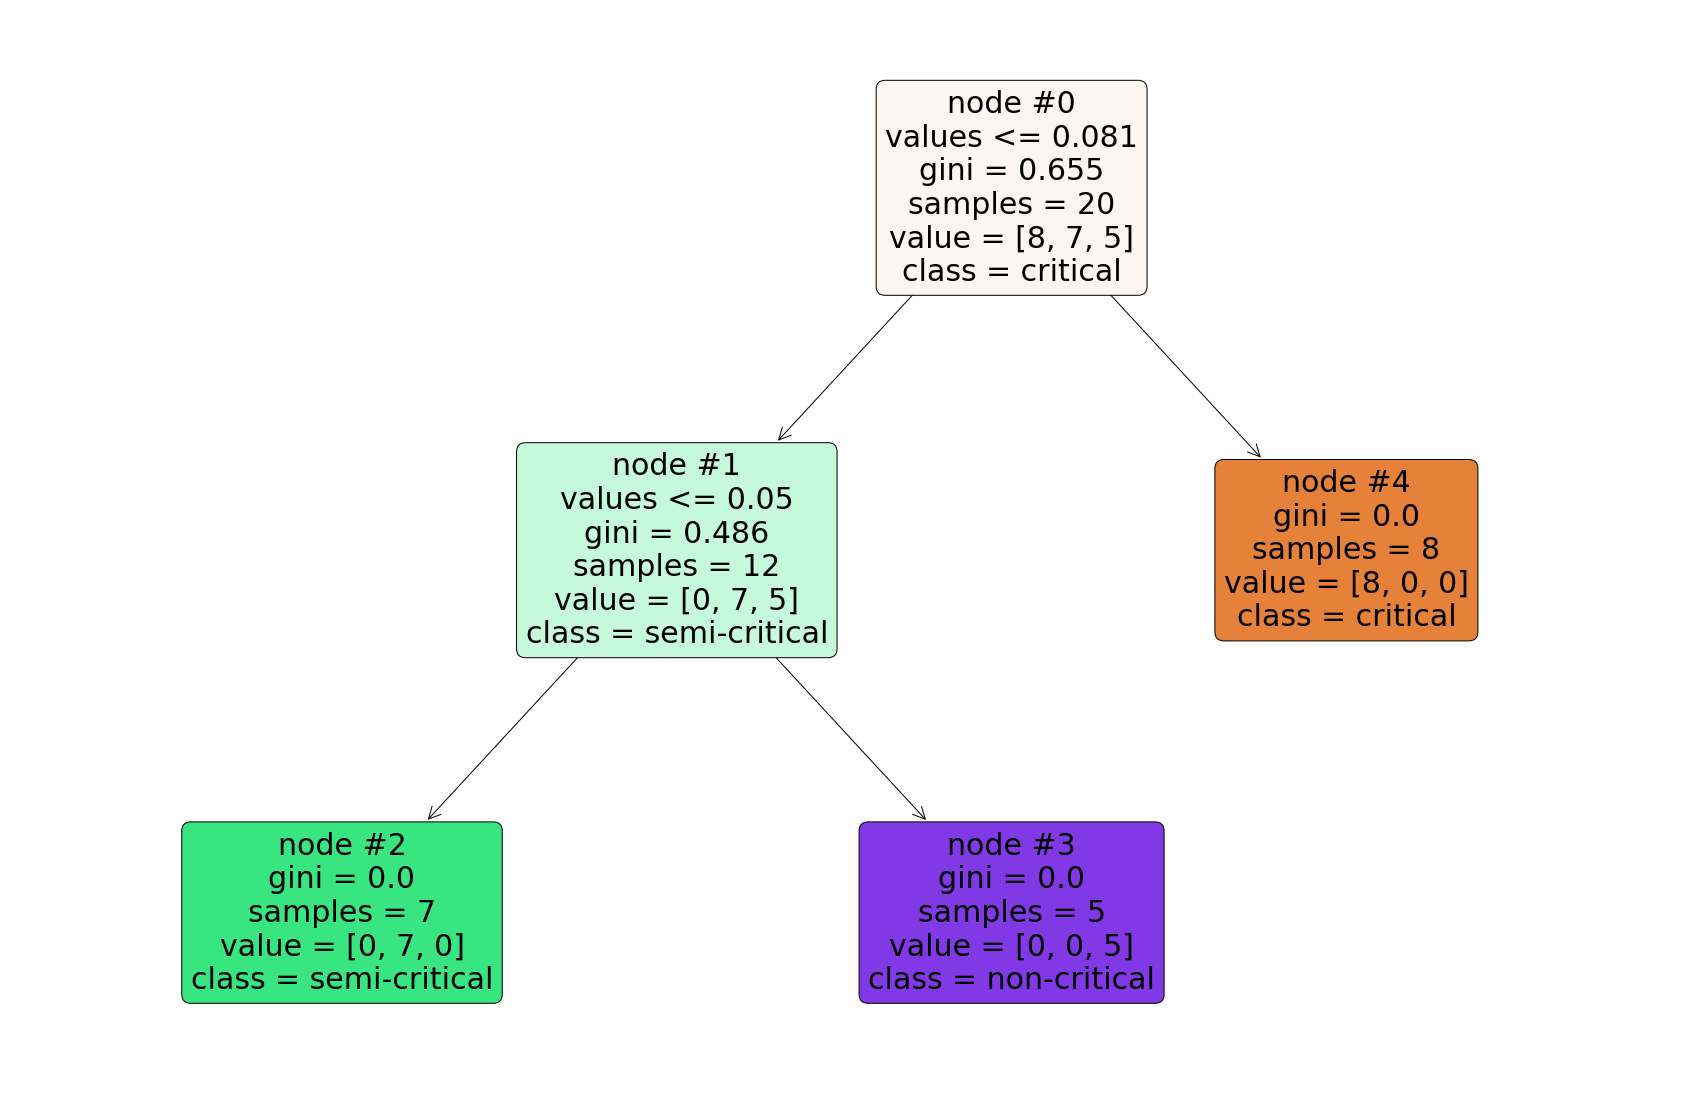 node #0
values <= 0.081
gini = 0.655
samples = 20
value = [8, 7, 5]
class = critical
node #1
values <= 0.05
gini = 0.486
samples = 12
value = [0, 7, 5]
class = semi-critical
node #4
gini = 0.0
samples = 8
value = [8, 0, 0]
class = critical
node #2
gini = 0.0
samples = 7
value = [0, 7, 0]
class = semi-critical
node #3
gini = 0.0
samples = 5
value = [0, 0, 5]
class = non-critical